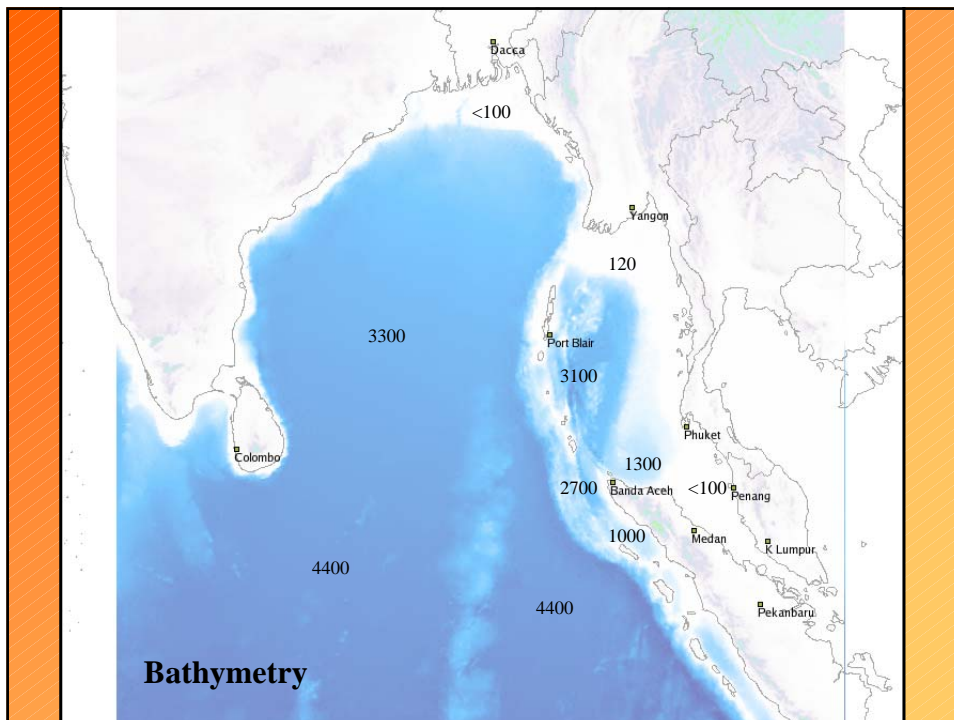 Dacca
<100
Yangon
120
3300
Port Blair
3100
Phuket
Colombo
1300
2700
Banda Aceh
<100
Penang
1000
Medan
K Lumpur
4400
4400
Pekanbaru
Bathymetry